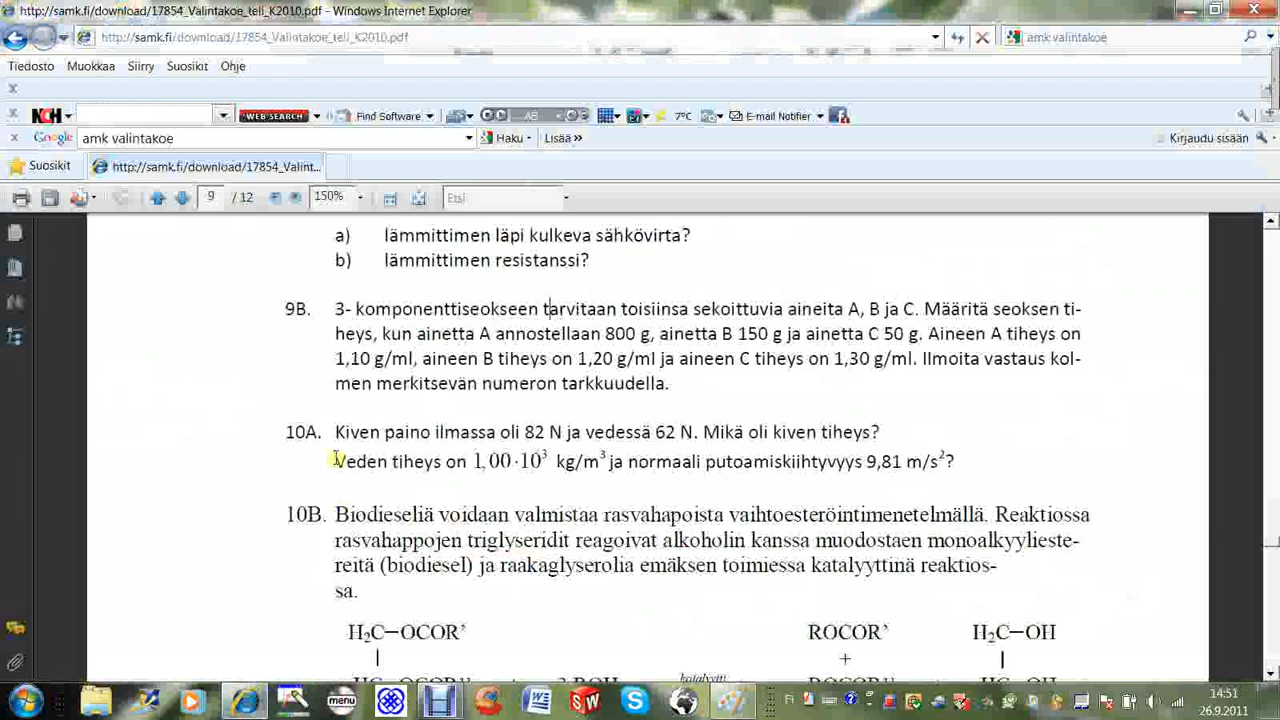 http://samk.fi/download/17854_Valintakoe_teli_K2010.pdf - Windows Internet Explorer
http://samk.fi/download/17854_Valintakoe_teli_K2010.pdf
amk valintakoe
Tiedosto Muokkaa Siirry Suosikit Ohje
NCH WEB SEARCH Find Software 7°C E-mail Notifier
Google amk valintakoe Haku Lisää » Kirjaudu sisään
Suosikit http://samk.fi/download/17854_Valint...
9 / 12 150% Etsi
a) lämmittimen läpi kulkeva sähkövirta?
b) lämmittimen resistanssi?
9B. 3- komponenttiseokseen tarvitaan toisiinsa sekoittuvia aineita A, B ja C. Määritä seoksen ti-
heys, kun ainetta A annostellaan 800 g, ainetta B 150 g ja ainetta C 50 g. Aineen A tiheys on
1,10 g/ml, aineen B tiheys on 1,20 g/ml ja aineen C tiheys on 1,30 g/ml. Ilmoita vastaus kol-
men merkitsevän numeron tarkkuudella.
10A. Kiven paino ilmassa oli 82 N ja vedessä 62 N. Mikä oli kiven tiheys?
Veden tiheys on 1,00·10³ kg/m³ ja normaali putoamiskiihtyvyys 9,81 m/s²?
10B. Biodieseliä voidaan valmistaa rasvahapoista vaihtoesteröintimenetelmällä. Reaktiossa
rasvahappojen triglyseridit reagoivat alkoholin kanssa muodostaen monoalkyylieste-
reitä (biodiesel) ja raakaglyserolia emäksen toimiessa katalyyttinä reaktios-
sa.
H₂C−OCOR' ROCOR' H₂C−OH
+
katalyytti
menu
14:51
26.9.2011